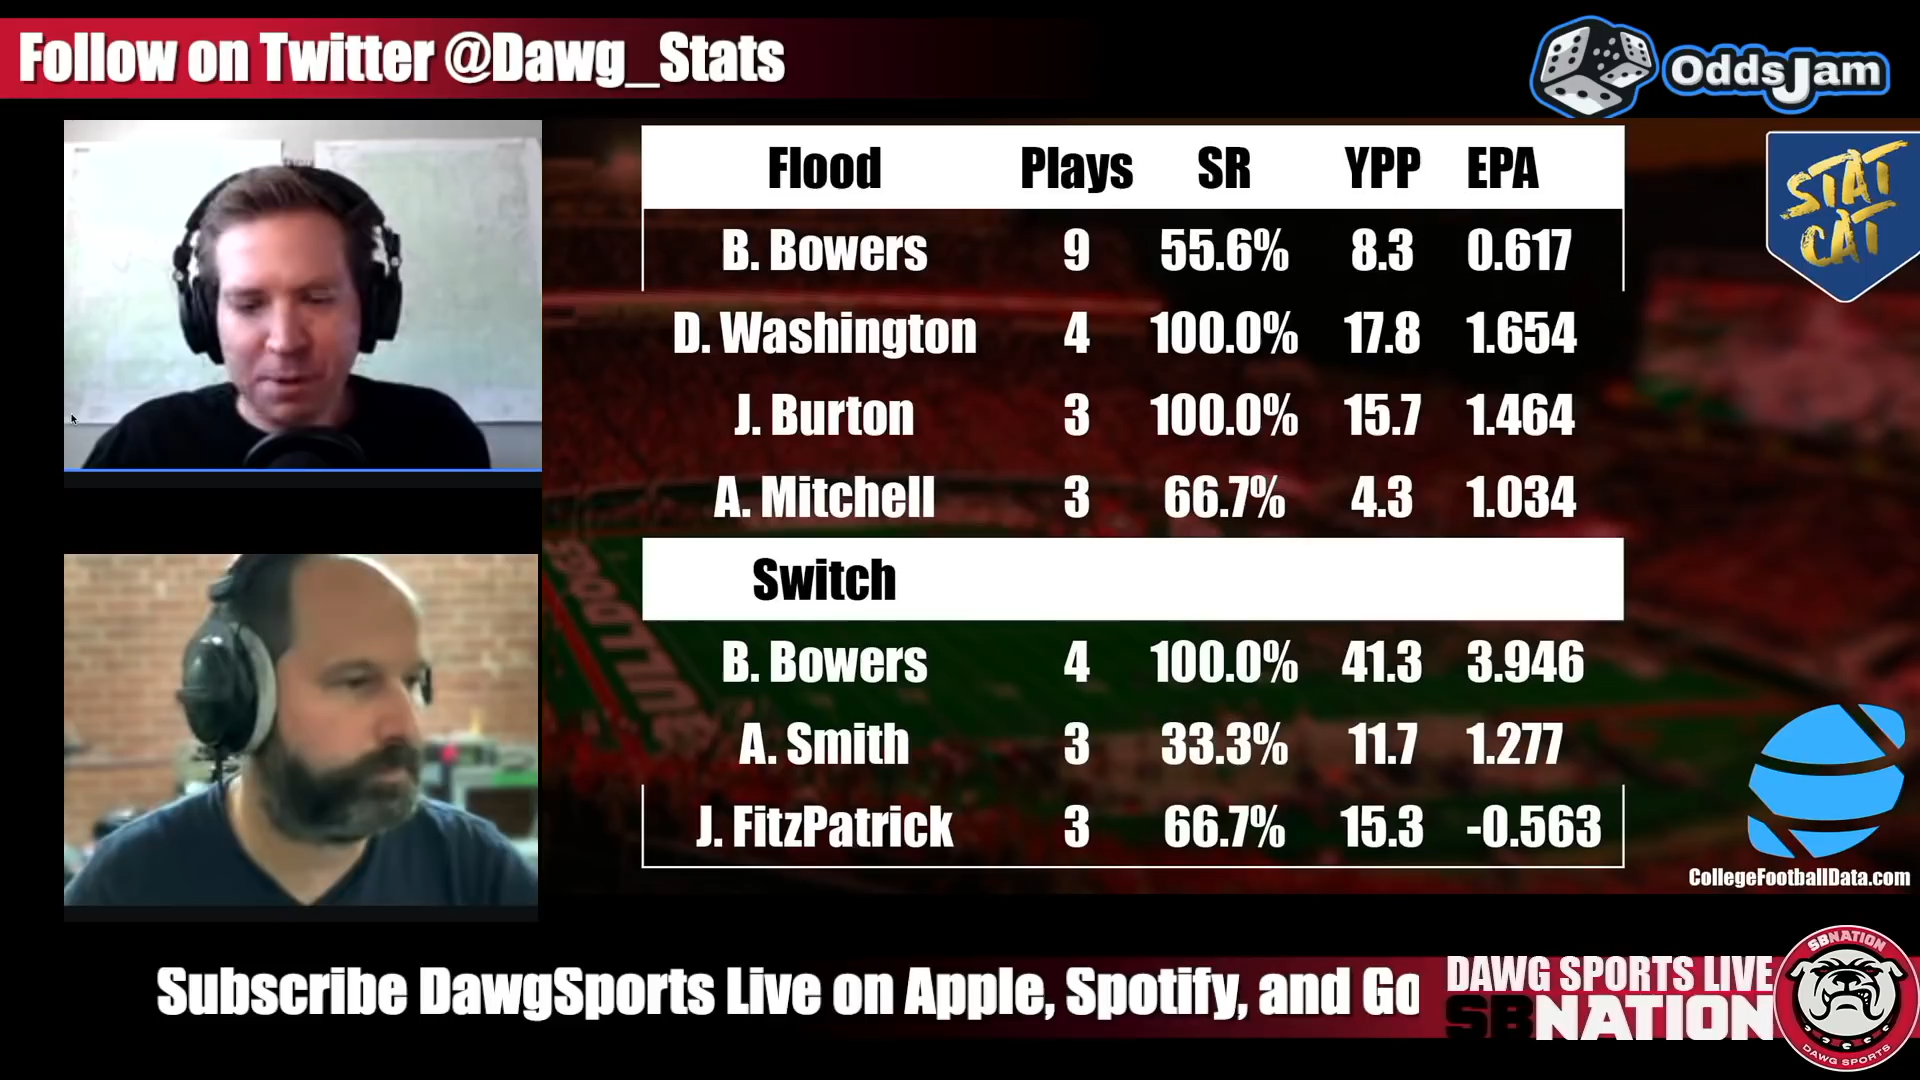 Follow on Twitter @Dawg_Stats
OddsJam
Flood Plays SR YPP EPA
B. Bowers 9 55.6% 8.3 0.617
D. Washington 4 100.0% 17.8 1.654
J. Burton 3 100.0% 15.7 1.464
A. Mitchell 3 66.7% 4.3 1.034
Switch
B. Bowers 4 100.0% 41.3 3.946
A. Smith 3 33.3% 11.7 1.277
J. FitzPatrick 3 66.7% 15.3 -0.563
STAT
CAT
CollegeFootballData.com
BULLDOGS
Subscribe DawgSports Live on Apple, Spotify, and Go
DAWG SPORTS LIVE
SBNATION
SBNATION
DAWG SPORTS